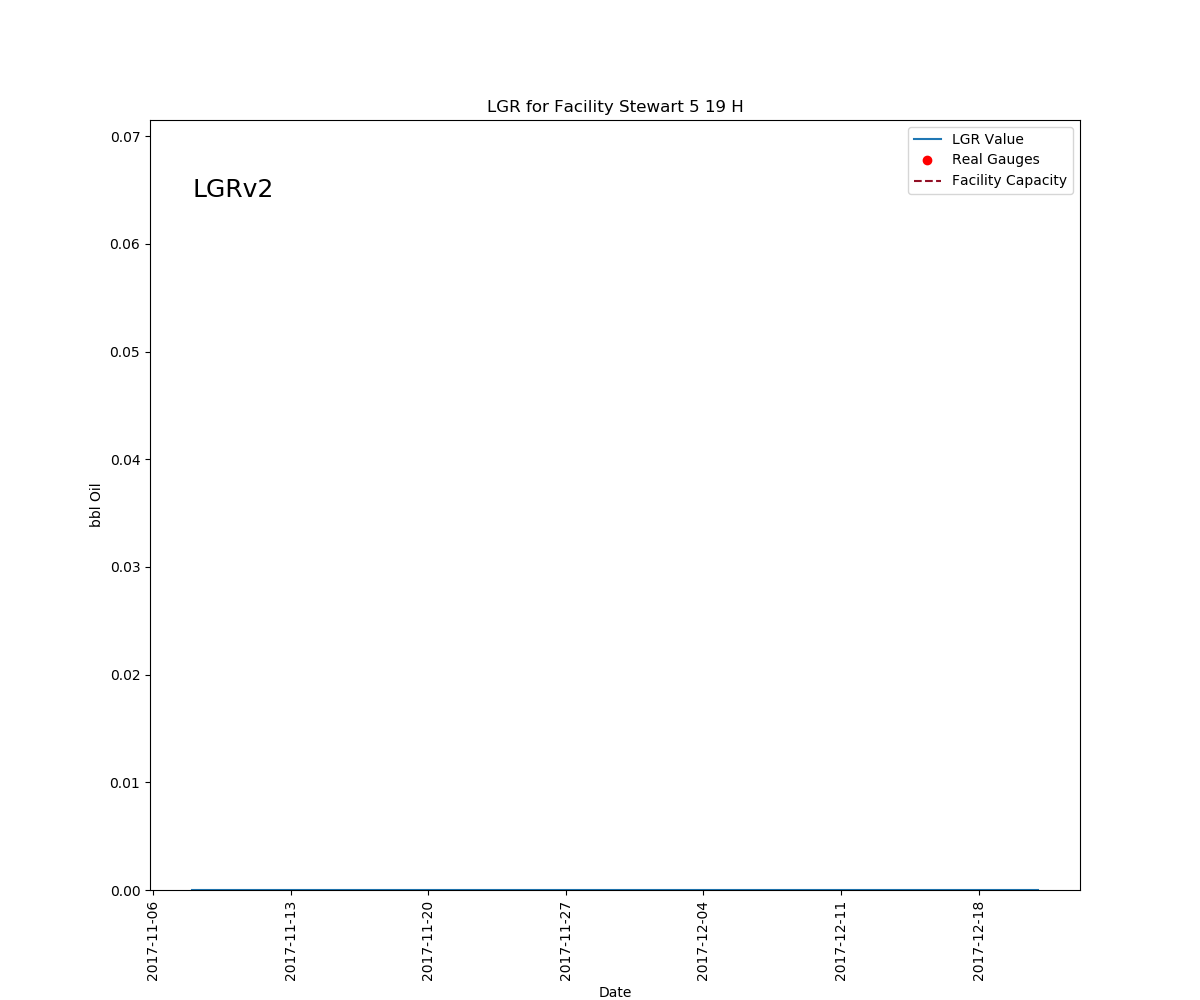 LGR for Facility Stewart 5 19 H
LGR Value
Real Gauges
Facility Capacity
LGRv2
0.07
0.06
0.05
0.04
0.03
0.02
0.01
0.00
bbl Oil
2017-11-06
2017-11-13
2017-11-20
2017-11-27
2017-12-04
2017-12-11
2017-12-18
Date